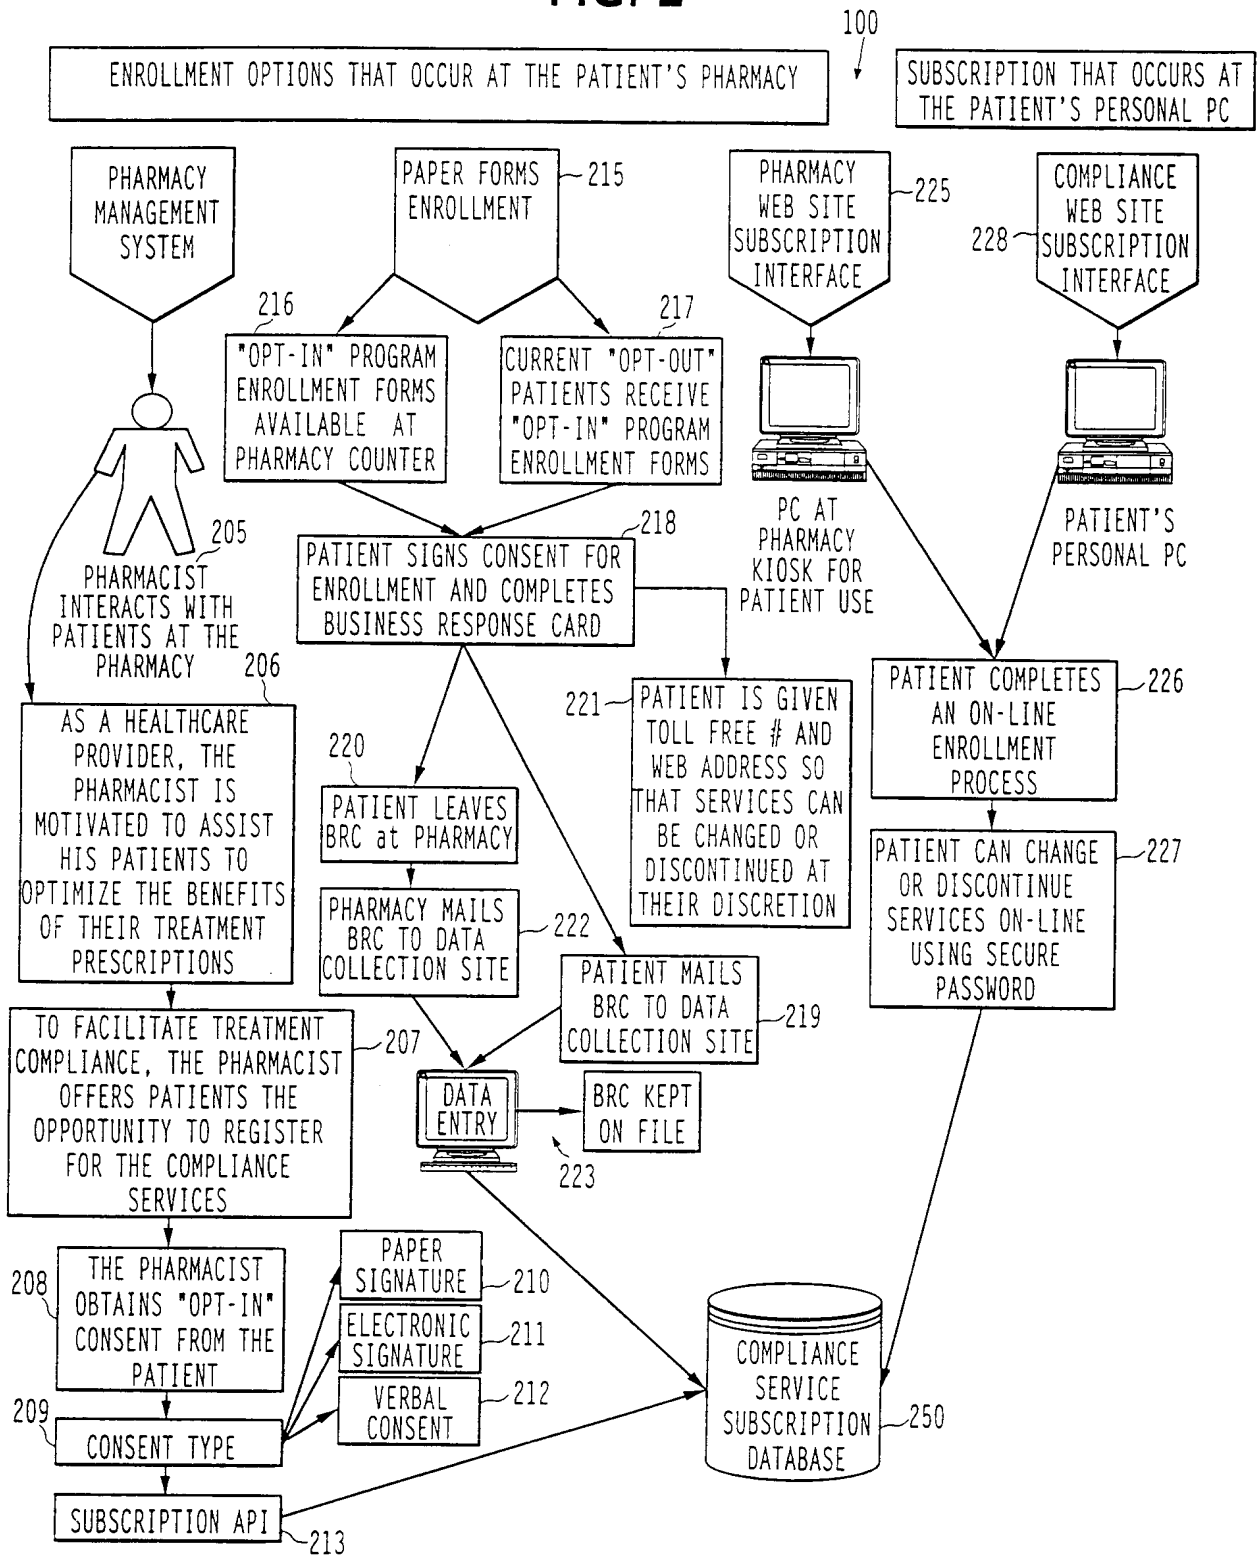 FIG. 2
100
ENROLLMENT OPTIONS THAT OCCUR AT THE PATIENT'S PHARMACY
SUBSCRIPTION THAT OCCURS AT
THE PATIENT'S PERSONAL PC
PHARMACY
MANAGEMENT
SYSTEM
PAPER FORMS
ENROLLMENT
215
PHARMACY
WEB SITE
SUBSCRIPTION
INTERFACE
225
COMPLIANCE
WEB SITE
SUBSCRIPTION
INTERFACE
228
216
"OPT-IN" PROGRAM
ENROLLMENT FORMS
AVAILABLE AT
PHARMACY COUNTER
217
CURRENT "OPT-OUT"
PATIENTS RECEIVE
"OPT-IN" PROGRAM
ENROLLMENT FORMS
PC AT
PHARMACY
KIOSK FOR
PATIENT USE
PATIENT'S
PERSONAL PC
205
PHARMACIST
INTERACTS WITH
PATIENTS AT THE
PHARMACY
218
PATIENT SIGNS CONSENT FOR
ENROLLMENT AND COMPLETES
BUSINESS RESPONSE CARD
206
AS A HEALTHCARE
PROVIDER, THE
PHARMACIST IS
MOTIVATED TO ASSIST
HIS PATIENTS TO
OPTIMIZE THE BENEFITS
OF THEIR TREATMENT
PRESCRIPTIONS
220
PATIENT LEAVES
BRC at PHARMACY
221
PATIENT IS GIVEN
TOLL FREE # AND
WEB ADDRESS SO
THAT SERVICES CAN
BE CHANGED OR
DISCONTINUED AT
THEIR DISCRETION
PATIENT COMPLETES
AN ON-LINE
ENROLLMENT
PROCESS
226
PATIENT CAN CHANGE
OR DISCONTINUE
SERVICES ON-LINE
USING SECURE
PASSWORD
227
PHARMACY MAILS
BRC TO DATA
COLLECTION SITE
222
PATIENT MAILS
BRC TO DATA
COLLECTION SITE
219
TO FACILITATE TREATMENT
COMPLIANCE, THE PHARMACIST
OFFERS PATIENTS THE
OPPORTUNITY TO REGISTER
FOR THE COMPLIANCE
SERVICES
207
DATA
ENTRY
BRC KEPT
ON FILE
223
208
THE PHARMACIST
OBTAINS "OPT-IN"
CONSENT FROM THE
PATIENT
PAPER
SIGNATURE
210
ELECTRONIC
SIGNATURE
211
VERBAL
CONSENT
212
209
CONSENT TYPE
SUBSCRIPTION API
213
COMPLIANCE
SERVICE
SUBSCRIPTION
DATABASE
250